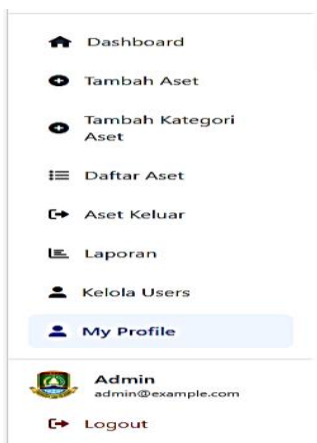 Dashboard
Tambah Aset
Tambah Kategori
Aset
Daftar Aset
Aset Keluar
Laporan
Kelola Users
My Profile
Admin
admin@example.com
Logout